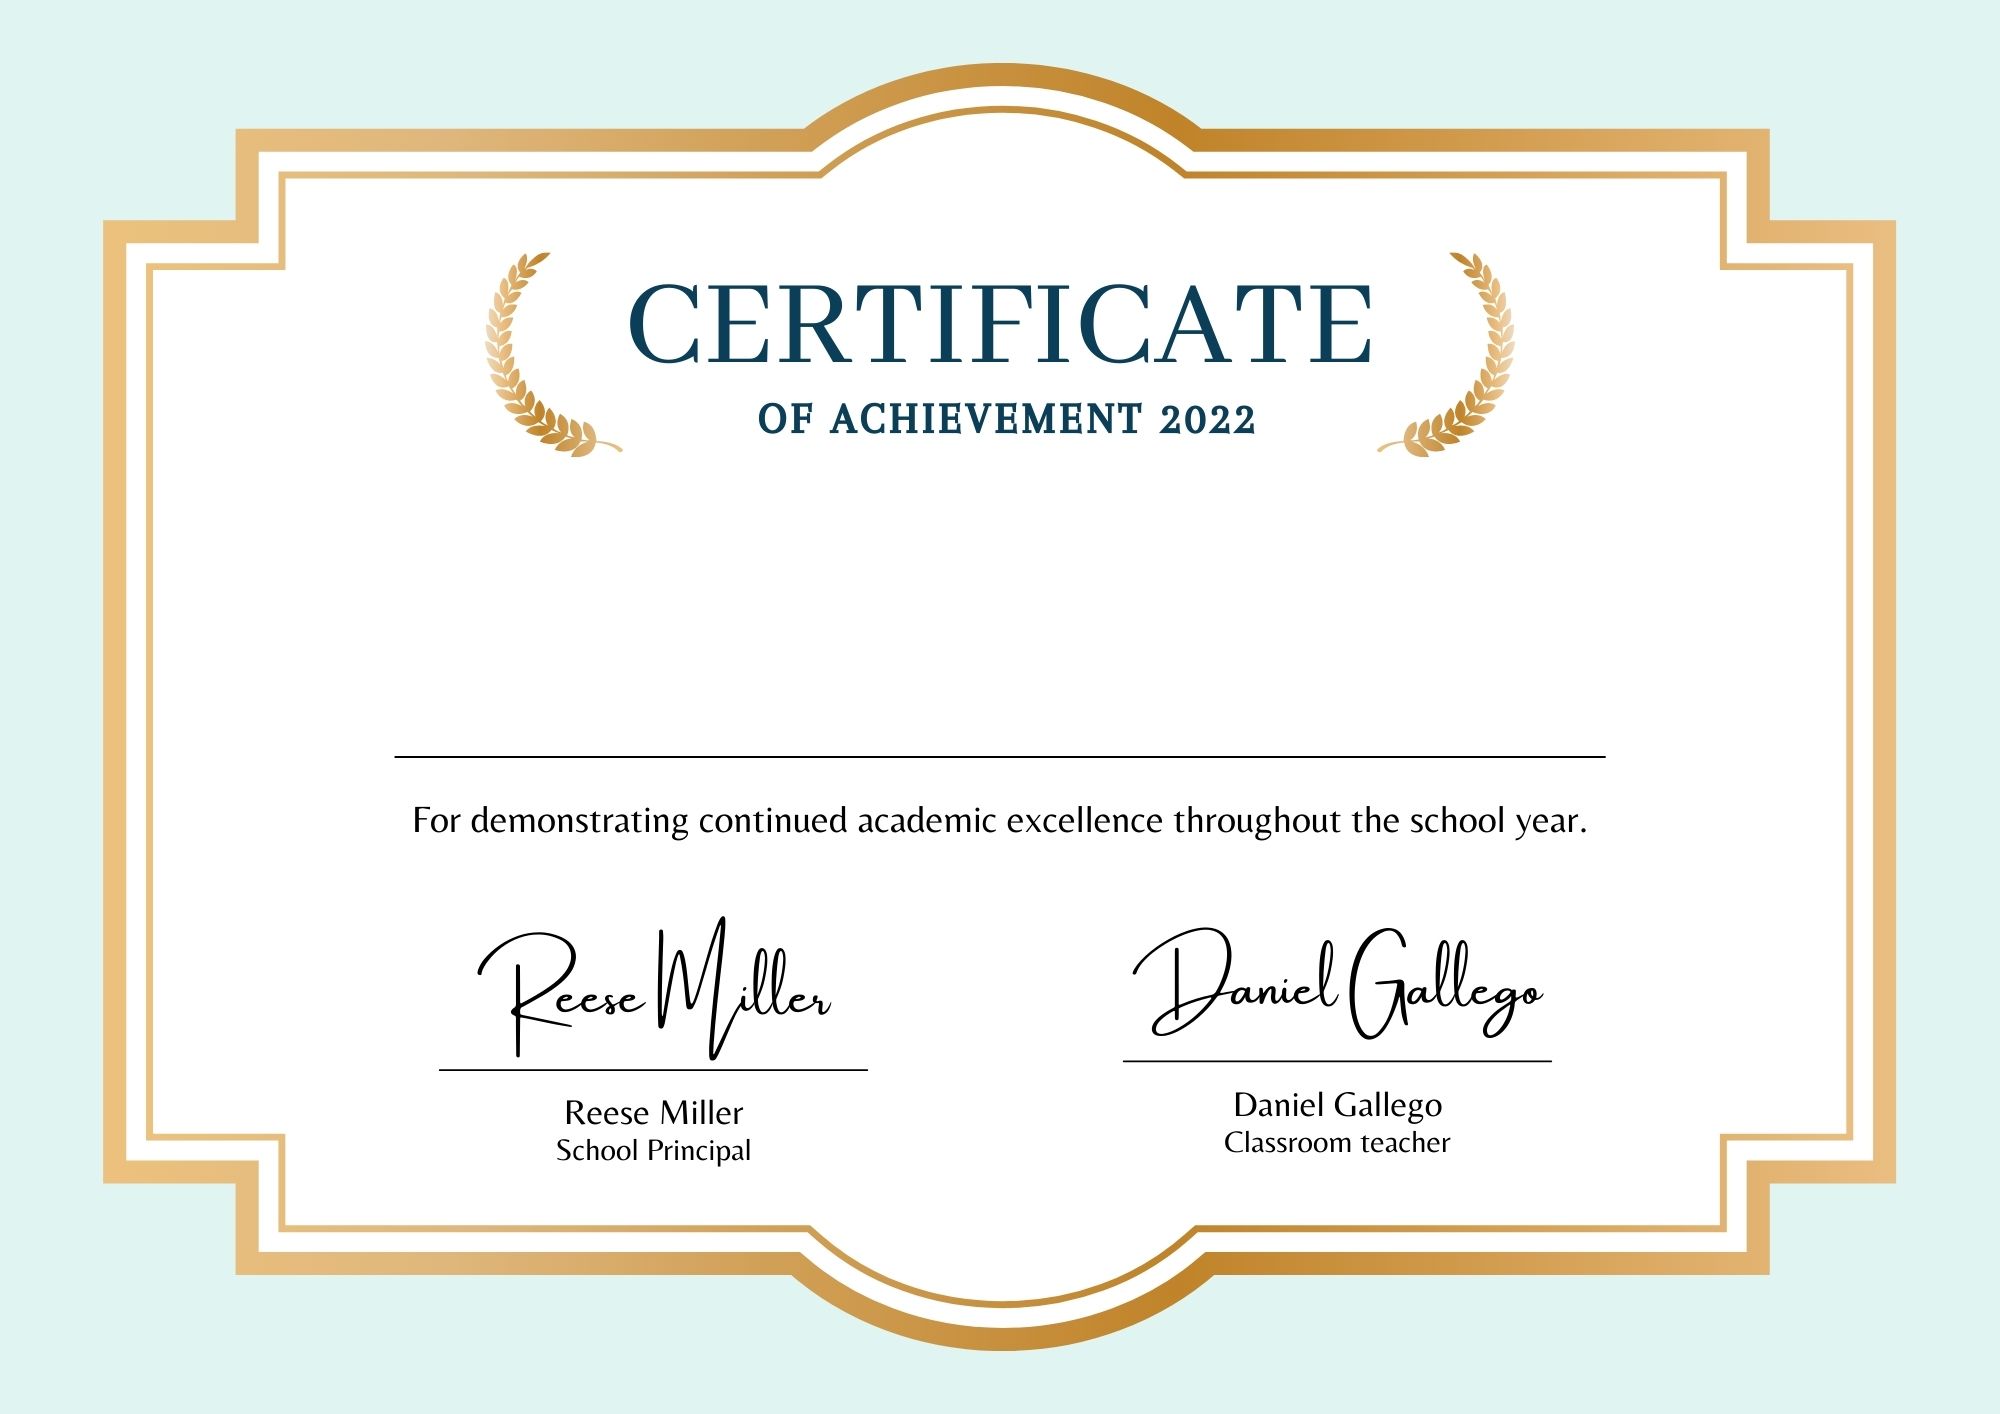 CERTIFICATE
OF ACHIEVEMENT 2022
For demonstrating continued academic excellence throughout the school year.
Reese Miller
Reese Miller
School Principal
Daniel Gallego
Daniel Gallego
Classroom teacher